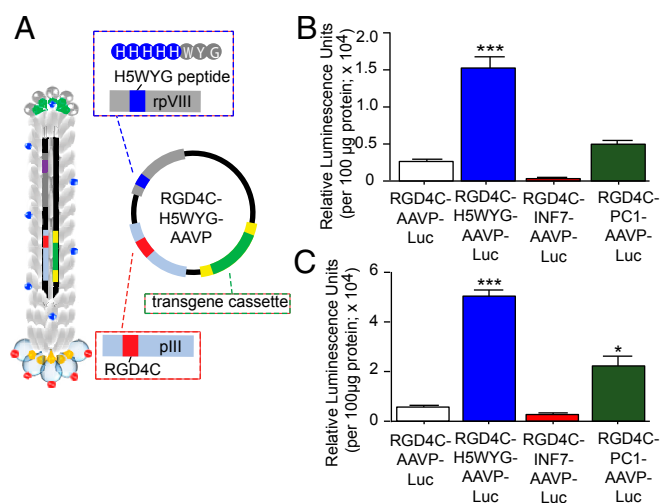 A
HHHHHWYG
H5WYG peptide
rpVIII
RGD4C-
H5WYG-
AAVP
transgene cassette
pIII
RGD4C
B
Relative Luminescence Units
(per 100 µg protein; x 10⁴)
2.0
1.5
1.0
0.5
0
***
RGD4C-
AAVP-
Luc
RGD4C-
H5WYG-
AAVP-Luc
RGD4C-
INF7-
AAVP-Luc
RGD4C-
PC1-
AAVP-
Luc
C
Relative Luminescence Units
(per 100µg protein; x 10⁴)
6
4
2
0
***
*
RGD4C-
AAVP-
Luc
RGD4C-
H5WYG-
AAVP-
Luc
RGD4C-
INF7-
AAVP-
Luc
RGD4C-
PC1-
AAVP-
Luc